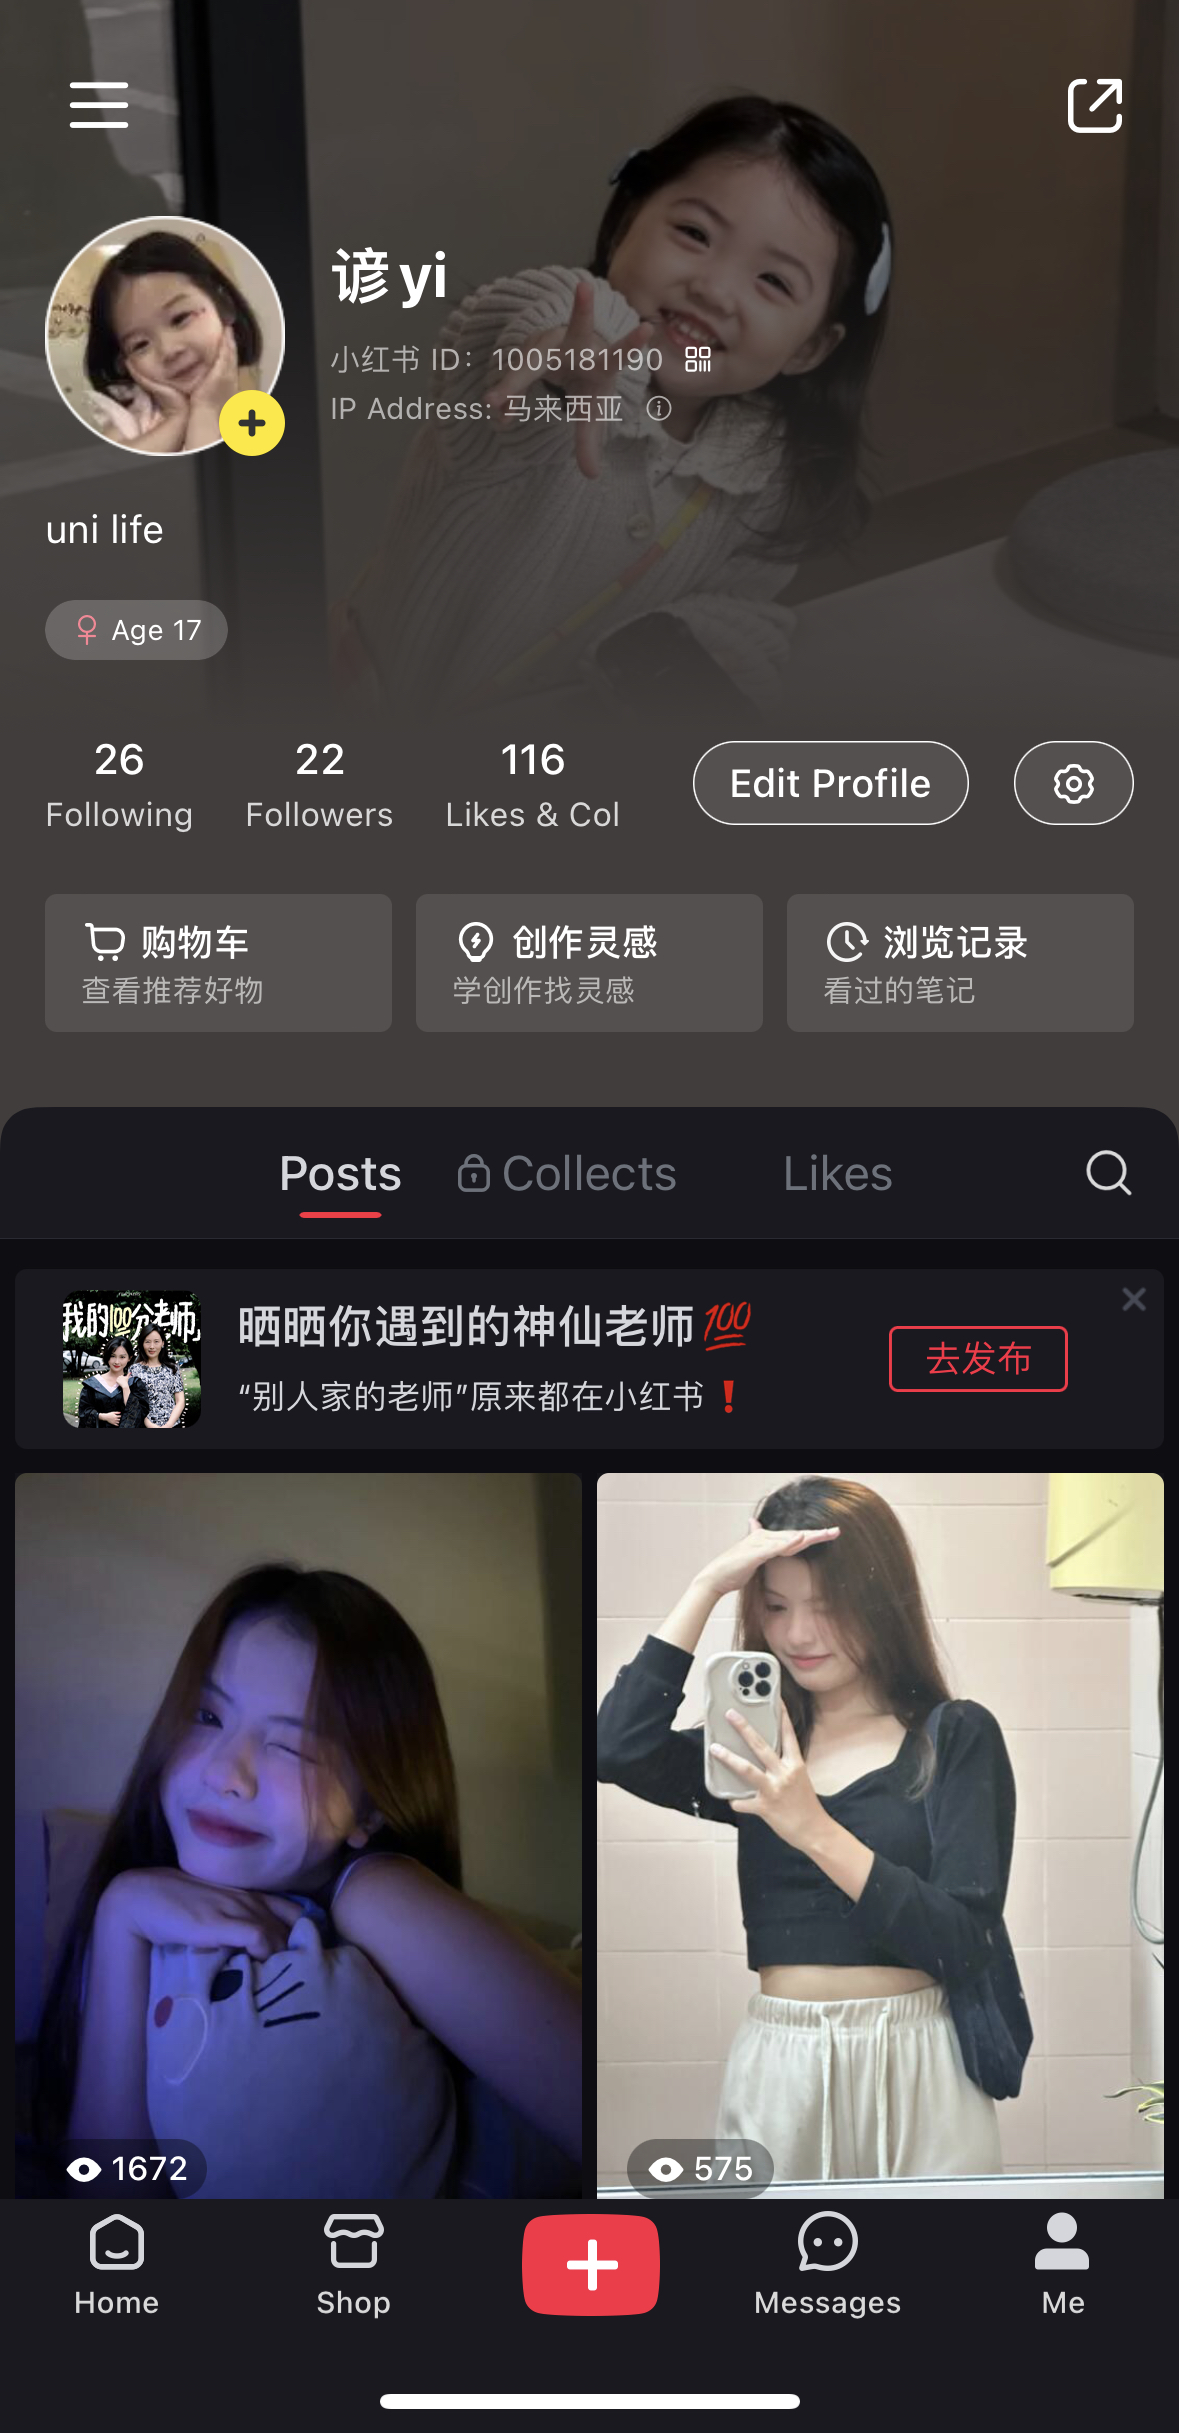 谚yi
小红书 ID：1005181190
IP Address: 马来西亚
uni life
Age 17
26
Following
22
Followers
116
Likes & Col
Edit Profile
购物车
查看推荐好物
创作灵感
学创作找灵感
浏览记录
看过的笔记
Posts
Collects
Likes
我的100分老师
晒晒你遇到的神仙老师💯
“别人家的老师”原来都在小红书❗
去发布
1672
575
Home
Shop
Messages
Me